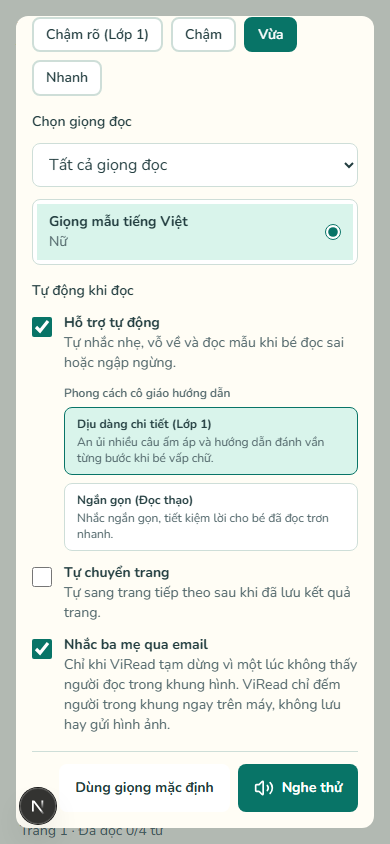 Chậm rõ (Lớp 1)
Chậm
Vừa
Nhanh
Chọn giọng đọc
Tất cả giọng đọc
Giọng mẫu tiếng Việt
Nữ
Tự động khi đọc
Hỗ trợ tự động
Tự nhắc nhẹ, vỗ về và đọc mẫu khi bé đọc sai
hoặc ngập ngừng.
Phong cách cô giáo hướng dẫn
Dịu dàng chi tiết (Lớp 1)
An ủi nhiều câu ấm áp và hướng dẫn đánh vần
từng bước khi bé vấp chữ.
Ngắn gọn (Đọc thạo)
Nhắc ngắn gọn, tiết kiệm lời cho bé đã đọc trơn
nhanh.
Tự chuyển trang
Tự sang trang tiếp theo sau khi đã lưu kết quả
trang.
Nhắc ba mẹ qua email
Chỉ khi ViRead tạm dừng vì một lúc không thấy
người đọc trong khung hình. ViRead chỉ đếm
người trong khung ngay trên máy, không lưu
hay gửi hình ảnh.
Dùng giọng mặc định
Nghe thử
N
Trang 1 · Đã đọc 0/4 từ